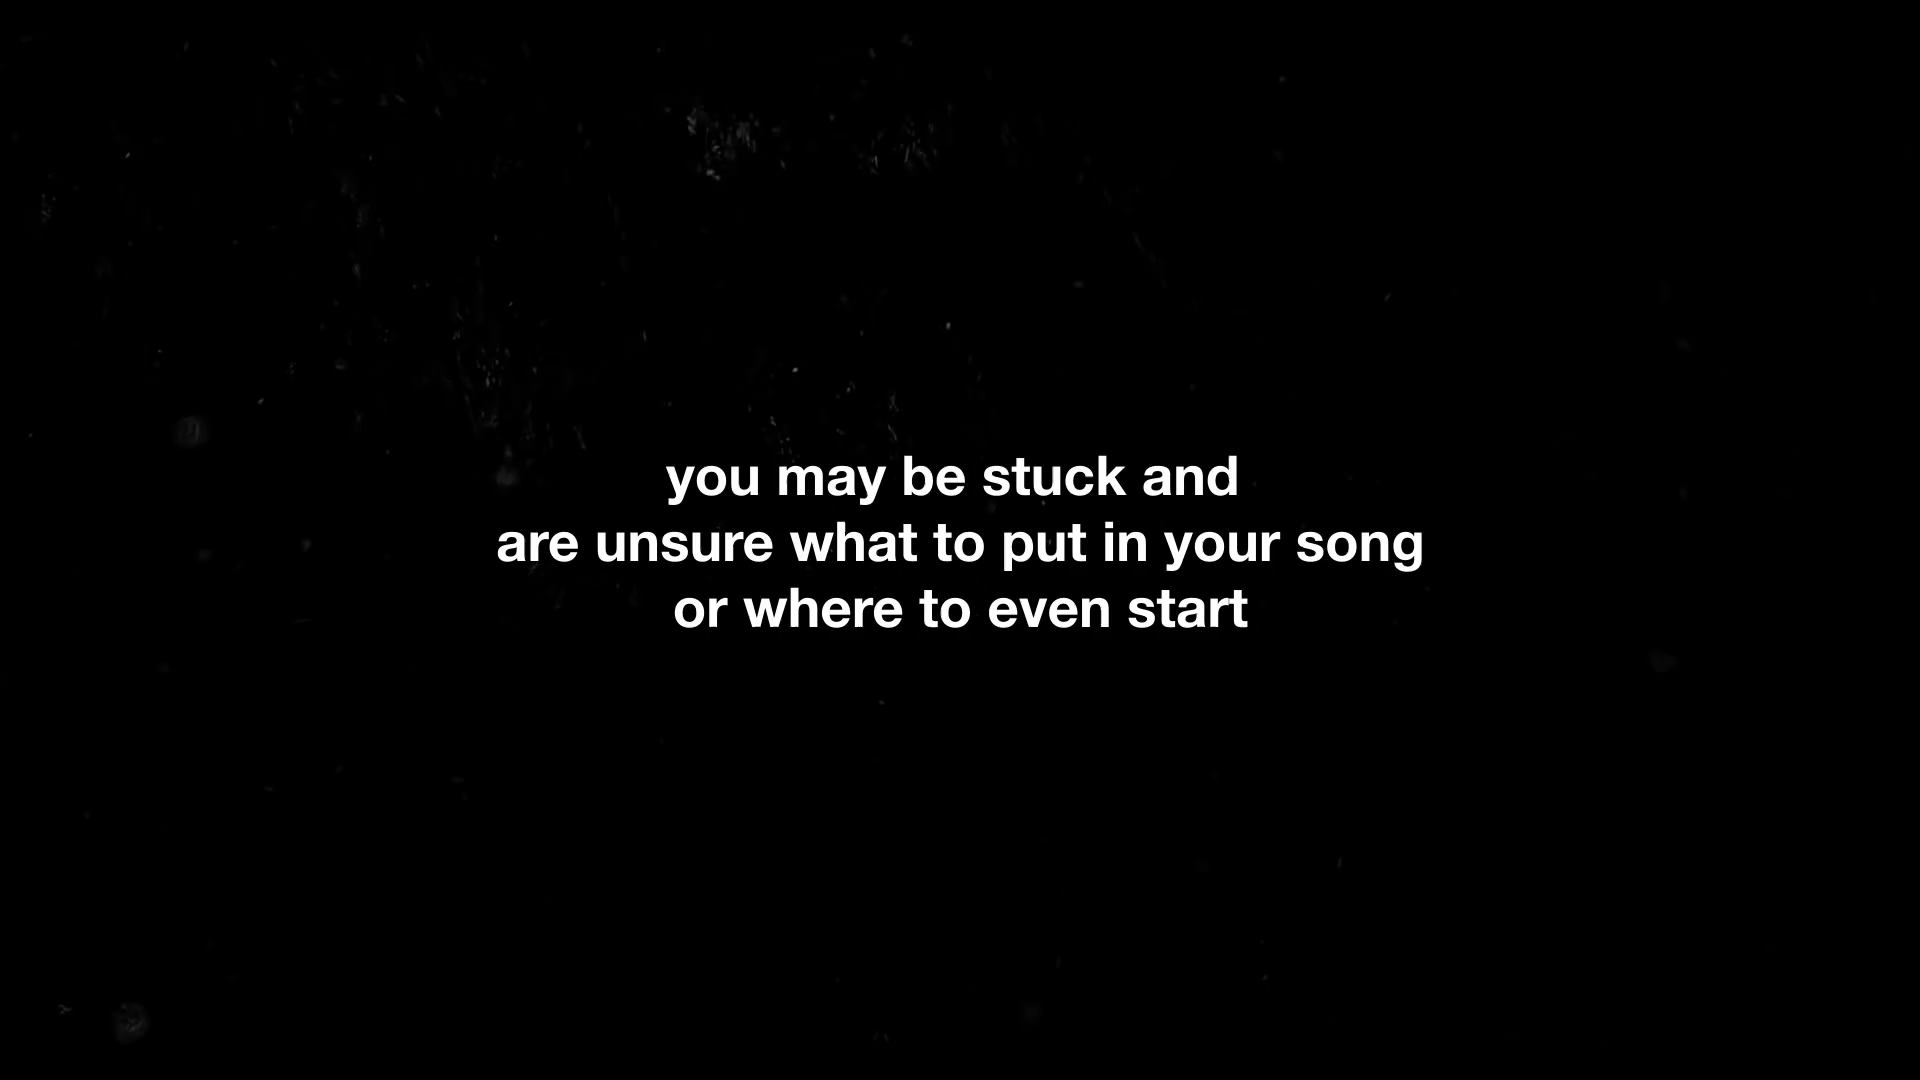 you may be stuck and
are unsure what to put in your song
or where to even start